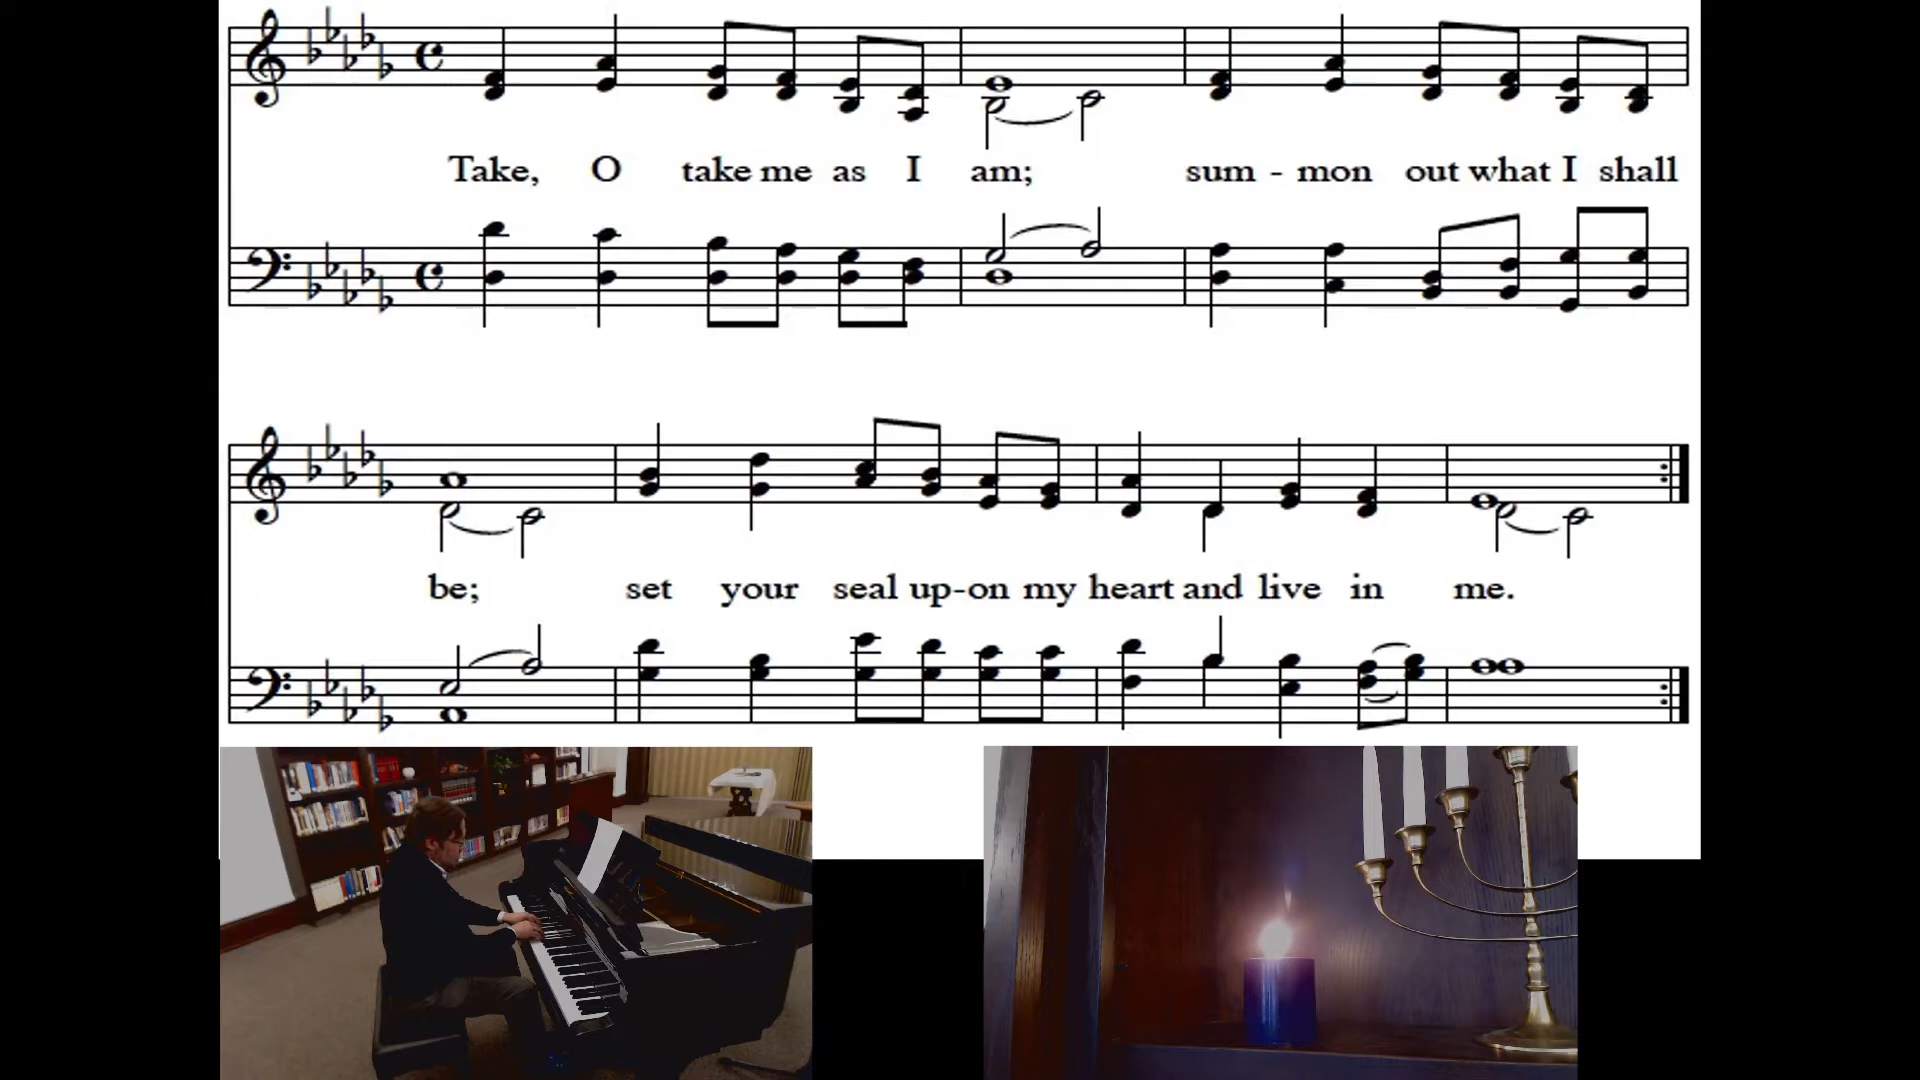 Take, O take me as I am; sum - mon out what I shall
be; set your seal up-on my heart and live in me.